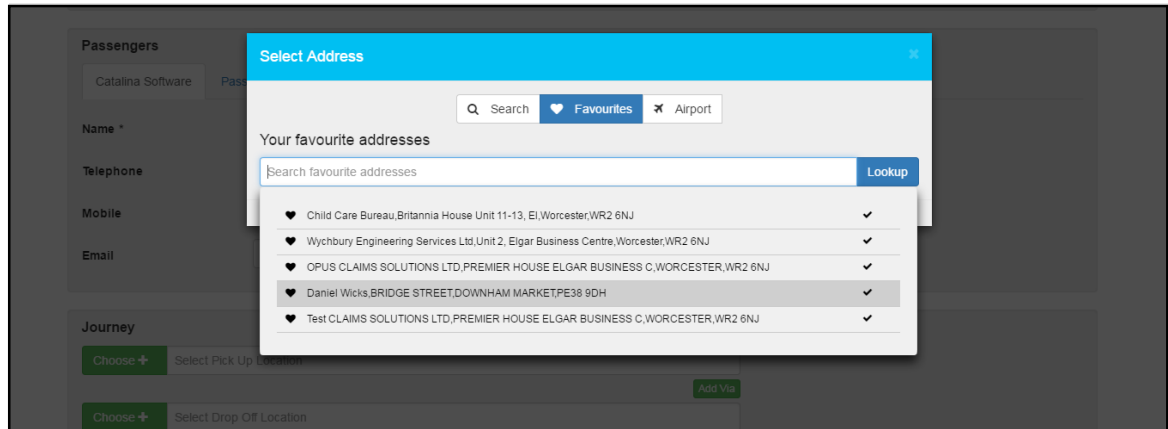 Passengers
Select Address
×
Catalina Software
Search Favourites Airport
Name *
Your favourite addresses
Telephone
Search favourite addresses Lookup
Mobile
Child Care Bureau,Britannia House Unit 11-13, El,Worcester,WR2 6NJ
Wychbury Engineering Services Ltd,Unit 2, Elgar Business Centre,Worcester,WR2 6NJ
Email
OPUS CLAIMS SOLUTIONS LTD,PREMIER HOUSE ELGAR BUSINESS C,WORCESTER,WR2 6NJ
Daniel Wicks,BRIDGE STREET,DOWNHAM MARKET,PE38 9DH
Test CLAIMS SOLUTIONS LTD,PREMIER HOUSE ELGAR BUSINESS C,WORCESTER,WR2 6NJ
Journey
Choose + Select Pick Up Location
Add Via
Choose + Select Drop Off Location